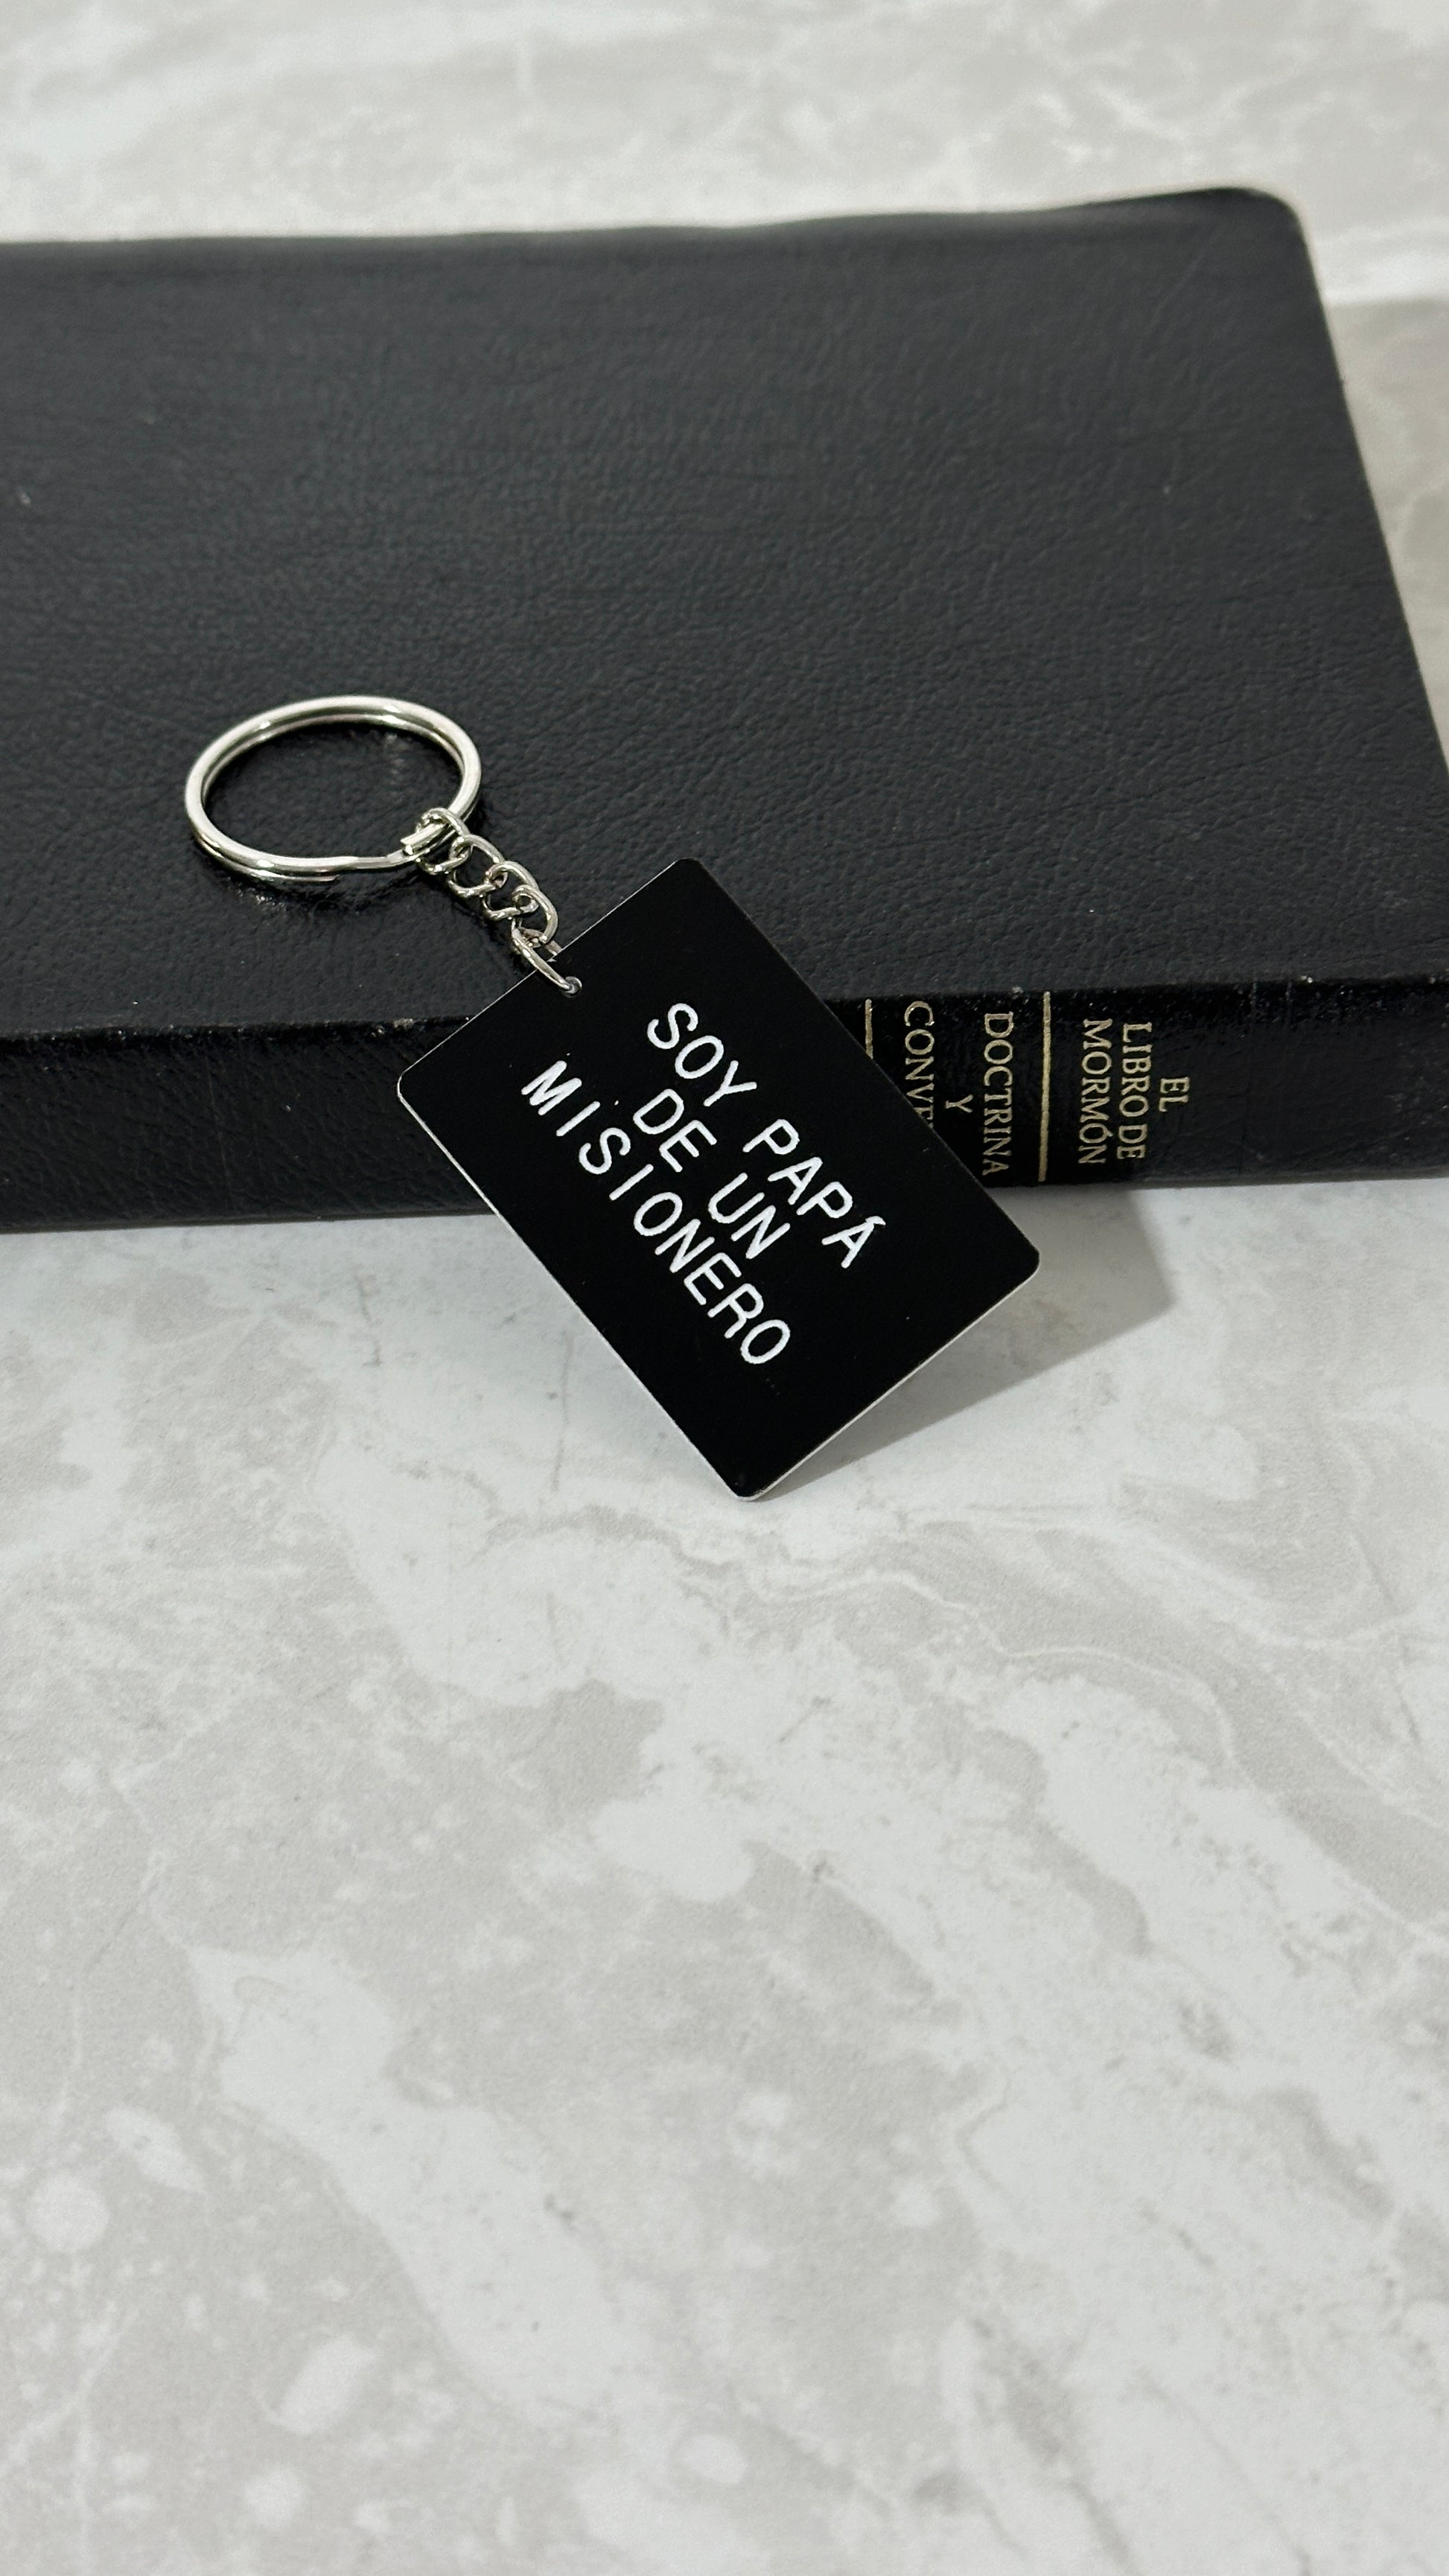 SOY PAPÁ
DE UN
MISIONERO
EL
LIBRO DE
MORMÓN
DOCTRINA
Y